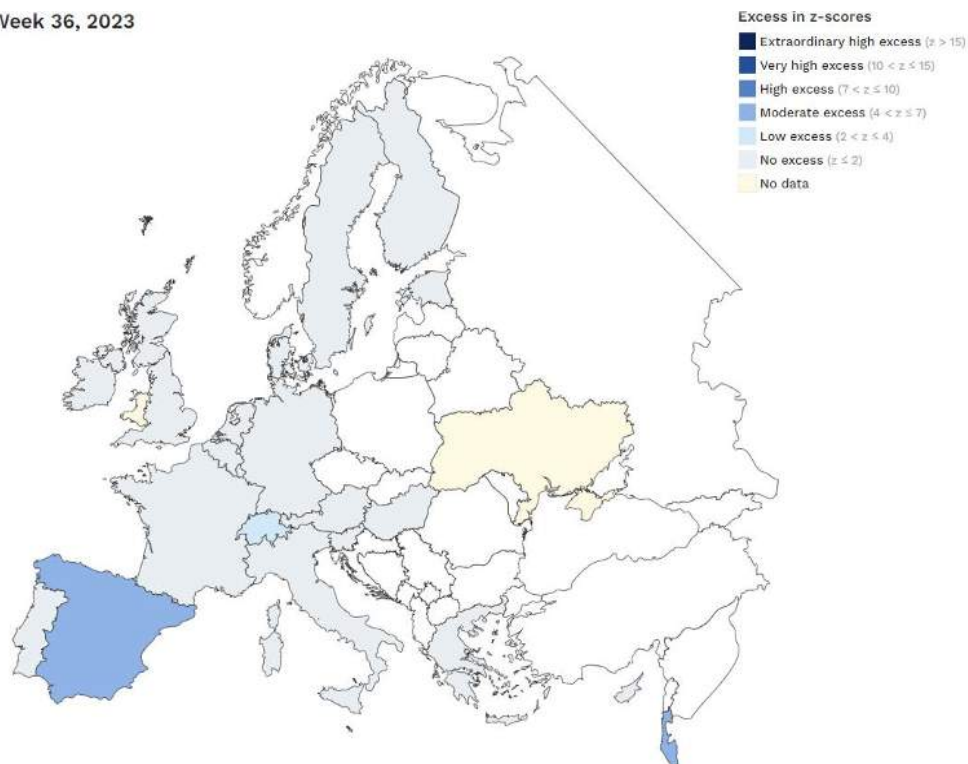 Week 36, 2023
Excess in z-scores
Extraordinary high excess (z > 15)
Very high excess (10 < z ≤ 15)
High excess (7 < z ≤ 10)
Moderate excess (4 < z ≤ 7)
Low excess (2 < z ≤ 4)
No excess (z ≤ 2)
No data